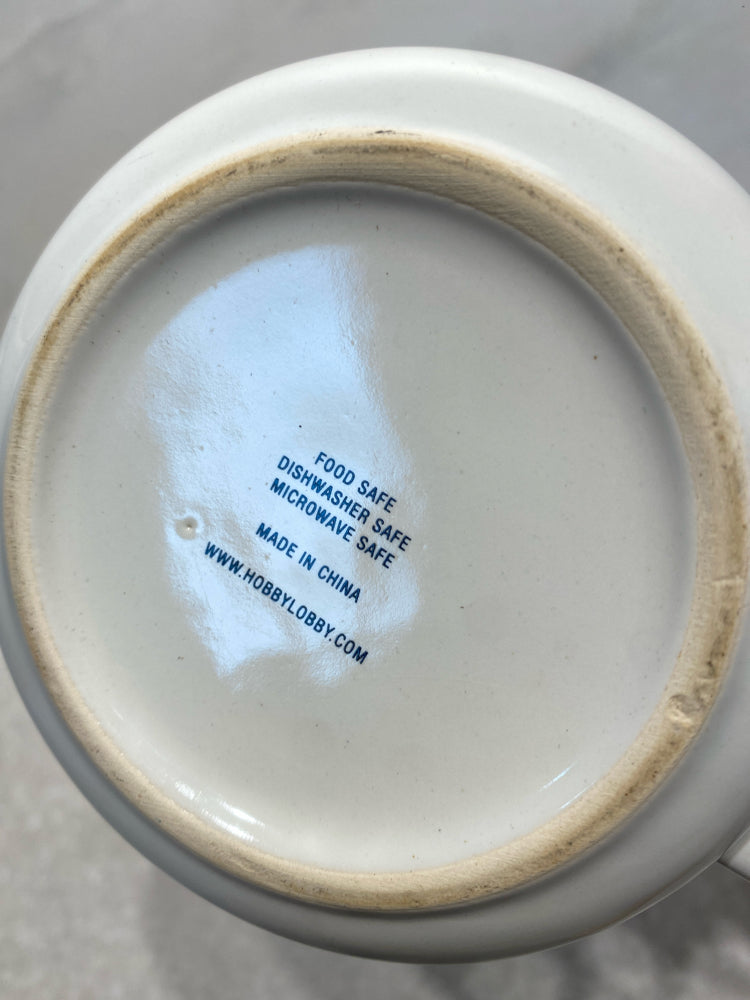 FOOD SAFE
DISHWASHER SAFE
MICROWAVE SAFE
MADE IN CHINA
WWW.HOBBYLOBBY.COM